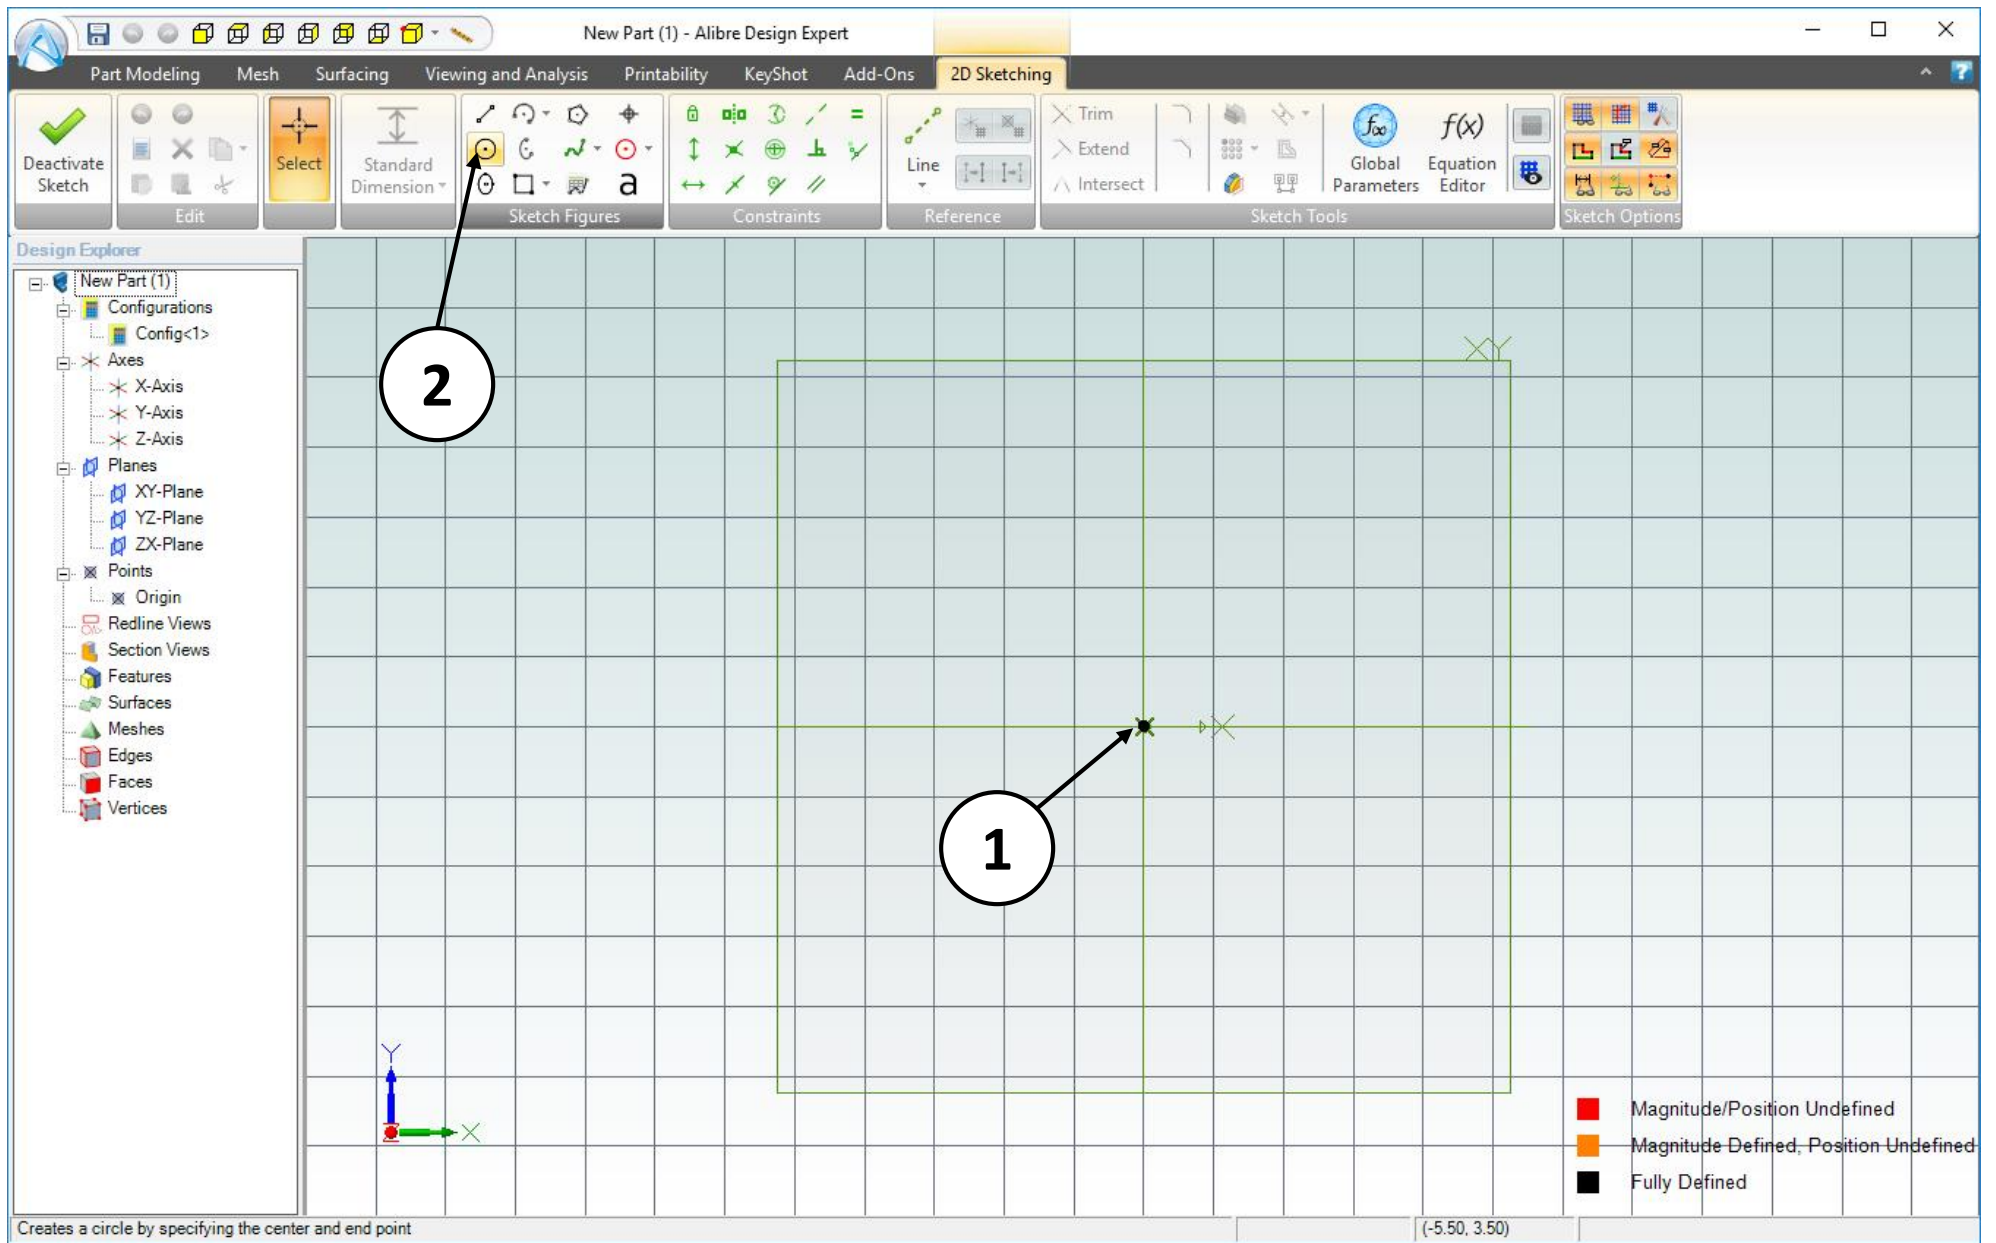 New Part (1) - Alibre Design Expert
Part Modeling Mesh Surfacing Viewing and Analysis Printability KeyShot Add-Ons 2D Sketching
Deactivate Sketch
Edit
Select
Standard Dimension
a
Sketch Figures
Constraints
Line
Reference
Trim
Extend
Intersect
f∞
Global Parameters
f(x)
Equation Editor
Sketch Tools
Sketch Options
Design Explorer
New Part (1)
Configurations
Config<1>
Axes
X-Axis
Y-Axis
Z-Axis
Planes
XY-Plane
YZ-Plane
ZX-Plane
Points
Origin
Redline Views
Section Views
Features
Surfaces
Meshes
Edges
Faces
Vertices
2
XY
X
1
Y
X
Z
Magnitude/Position Undefined
Magnitude Defined, Position Undefined
Fully Defined
Creates a circle by specifying the center and end point
(-5.50, 3.50)